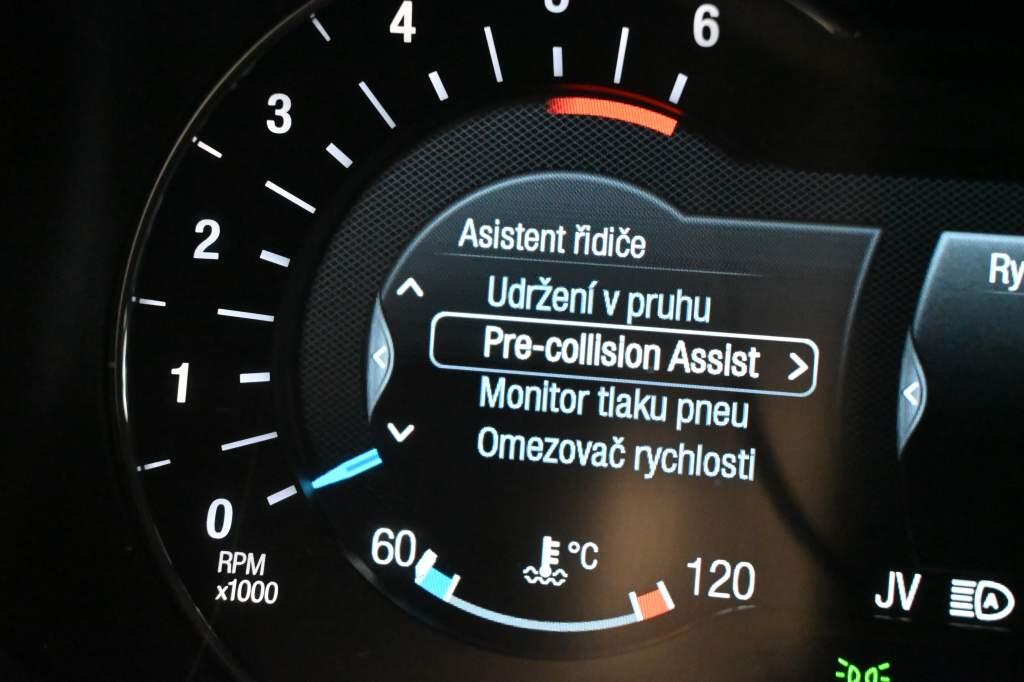 4
6
3
2
1
0
RPM
x1000
Asistent řidiče
Udržení v pruhu
Pre-collision Assist
Monitor tlaku pneu
Omezovač rychlosti
60
°C
120
Ry
JV
A